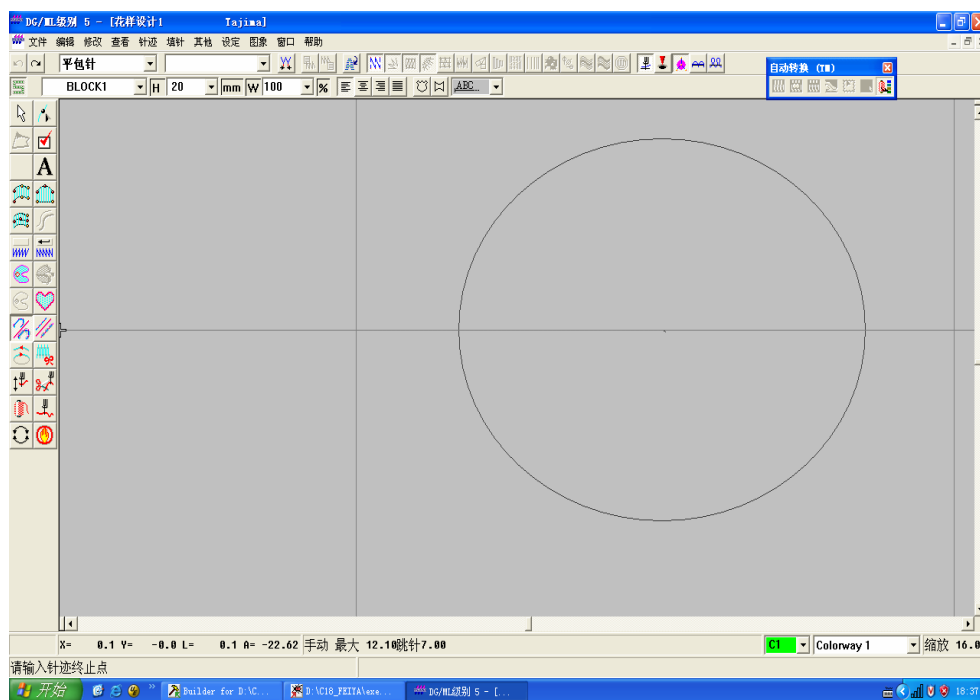 DG/ML级别 5 - [花样设计1 Tajima]
文件 编辑 修改 查看 针迹 填针 其他 设定 图象 窗口 帮助
平包针
自动转换 (TM)
BLOCK1 H 20 mm W 100 % ABC
A
X= 0.1 Y= -0.0 L= 0.1 A= -22.62 手动 最大 12.10跳针7.00 C1 Colorway 1 缩放 16.0
请输入针迹终止点
开始 » Builder for D:\C... D:\C18_FEIYA\exe... DG/ML级别 5 - [... 18:31